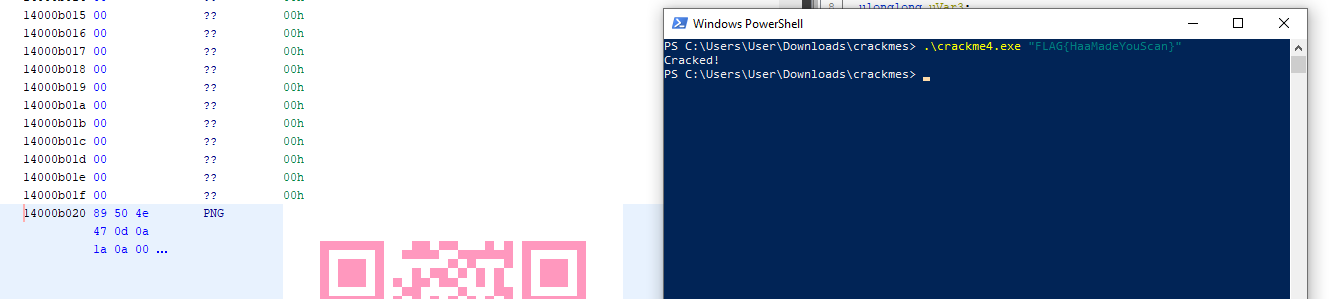 14000b015 00 ?? 00h
14000b016 00 ?? 00h
14000b017 00 ?? 00h
14000b018 00 ?? 00h
14000b019 00 ?? 00h
14000b01a 00 ?? 00h
14000b01b 00 ?? 00h
14000b01c 00 ?? 00h
14000b01d 00 ?? 00h
14000b01e 00 ?? 00h
14000b01f 00 ?? 00h
14000b020 89 50 4e PNG
47 0d 0a
1a 0a 00 ...
8 ulonglong uVar3;
Windows PowerShell
PS C:\Users\User\Downloads\crackmes> .\crackme4.exe "FLAG{HaaMadeYouScan}"
Cracked!
PS C:\Users\User\Downloads\crackmes>